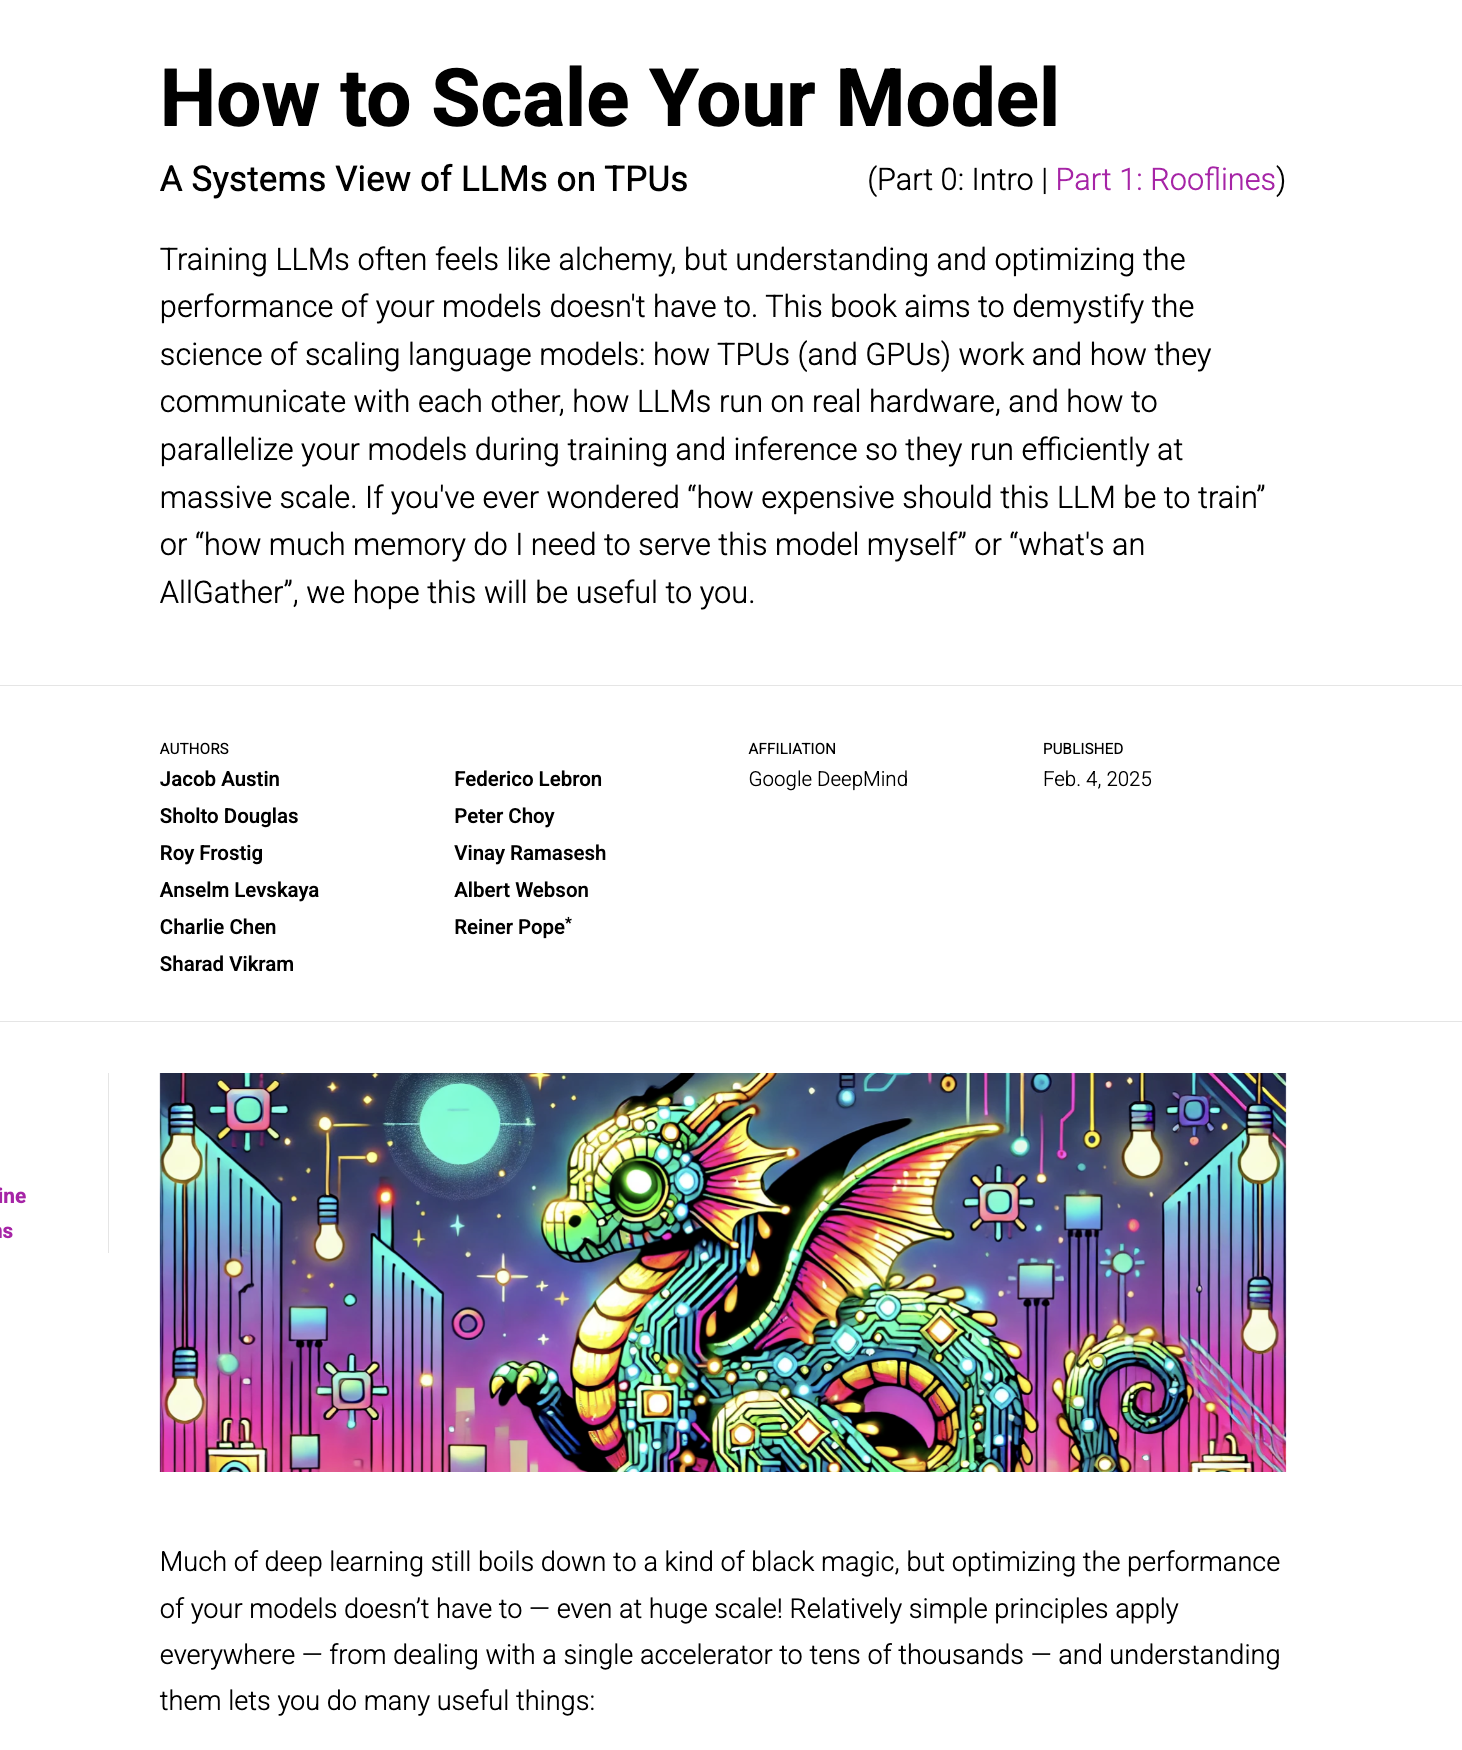 How to Scale Your Model
A Systems View of LLMs on TPUs
(Part 0: Intro | Part 1: Rooflines)
Training LLMs often feels like alchemy, but understanding and optimizing the
performance of your models doesn't have to. This book aims to demystify the
science of scaling language models: how TPUs (and GPUs) work and how they
communicate with each other, how LLMs run on real hardware, and how to
parallelize your models during training and inference so they run efficiently at
massive scale. If you've ever wondered “how expensive should this LLM be to train”
or “how much memory do I need to serve this model myself” or “what's an
AllGather”, we hope this will be useful to you.
AUTHORS
Jacob Austin
Sholto Douglas
Roy Frostig
Anselm Levskaya
Charlie Chen
Sharad Vikram
Federico Lebron
Peter Choy
Vinay Ramasesh
Albert Webson
Reiner Pope*
AFFILIATION
Google DeepMind
PUBLISHED
Feb. 4, 2025
Much of deep learning still boils down to a kind of black magic, but optimizing the performance
of your models doesn’t have to — even at huge scale! Relatively simple principles apply
everywhere — from dealing with a single accelerator to tens of thousands — and understanding
them lets you do many useful things: